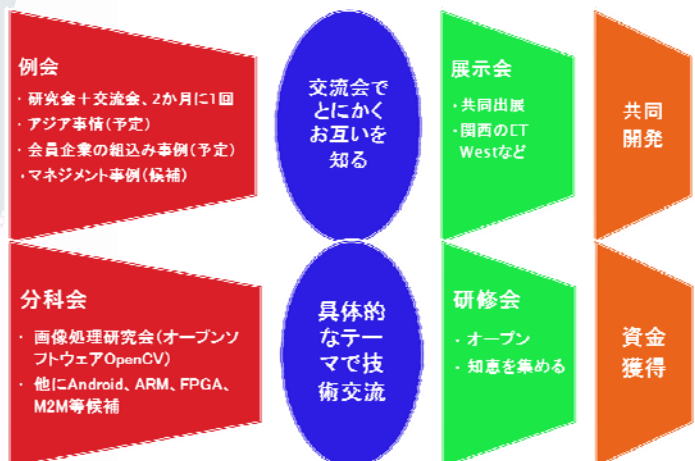 例会
・研究会＋交流会、2か月に1回
・アジア事情(予定)
・会員企業の組込み事例(予定)
・マネジメント事例(候補)
交流会で
とにかく
お互いを
知る
展示会
・共同出展
・関西のET
Westなど
共同
開発
分科会
・ 画像処理研究会(オープンソ
フトウェアOpenCV)
・ 他にAndroid、ARM、FPGA、
M2M等候補
具体的
なテー
マで技
術交流
研修会
・オープン
・知恵を集める
資金
獲得